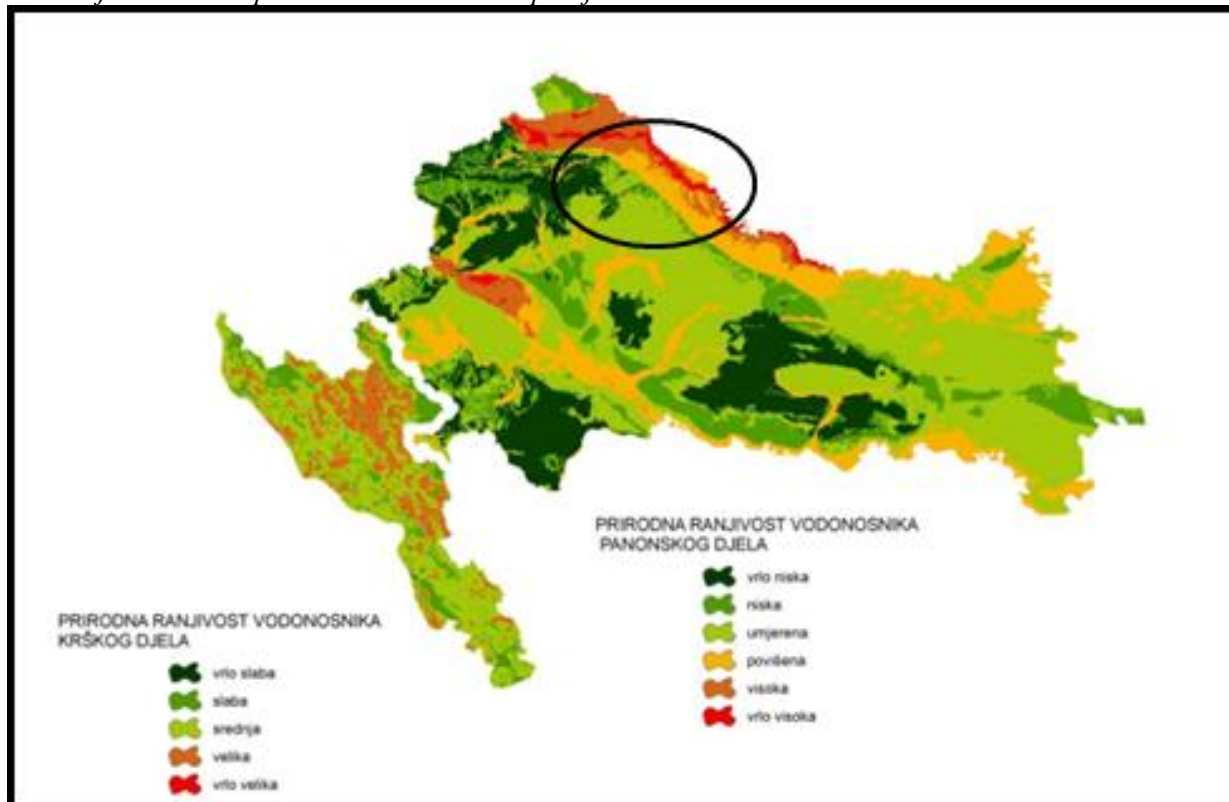 PRIRODNA RANJIVOST VODONOSNIKA
PANONSKOG DJELA
vrlo niska
niska
umjerena
povišena
visoka
vrlo visoka
PRIRODNA RANJIVOST VODONOSNIKA
KRŠKOG DJELA
vrlo slaba
slaba
srednja
velika
vrlo velika